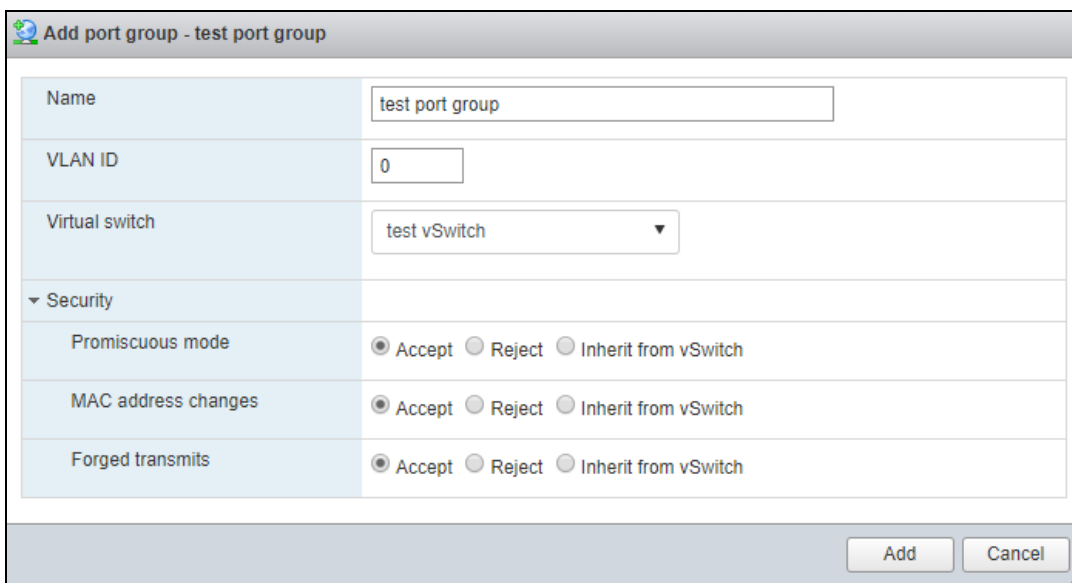 Add port group - test port group
Name
test port group
VLAN ID
0
Virtual switch
test vSwitch
Security
Promiscuous mode
Accept Reject Inherit from vSwitch
MAC address changes
Accept Reject Inherit from vSwitch
Forged transmits
Accept Reject Inherit from vSwitch
Add Cancel